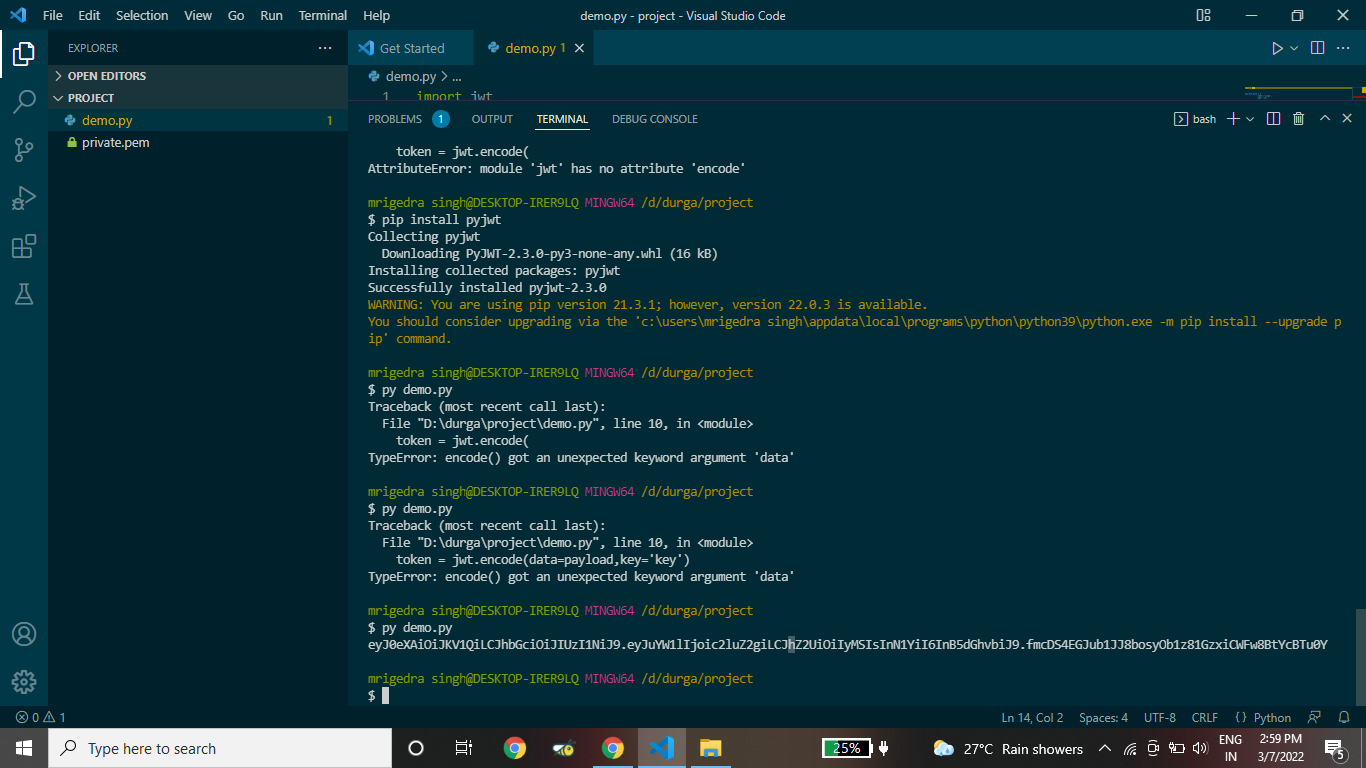 File Edit Selection View Go Run Terminal Help demo.py - project - Visual Studio Code
EXPLORER
Get Started demo.py 1
OPEN EDITORS
demo.py > ...
PROJECT
1 import jwt
demo.py 1
private.pem
PROBLEMS 1 OUTPUT TERMINAL DEBUG CONSOLE bash
token = jwt.encode(
AttributeError: module 'jwt' has no attribute 'encode'
mrigedra singh@DESKTOP-IRER9LQ MINGW64 /d/durga/project
$ pip install pyjwt
Collecting pyjwt
Downloading PyJWT-2.3.0-py3-none-any.whl (16 kB)
Installing collected packages: pyjwt
Successfully installed pyjwt-2.3.0
WARNING: You are using pip version 21.3.1; however, version 22.0.3 is available.
You should consider upgrading via the 'c:\users\mrigedra singh\appdata\local\programs\python\python39\python.exe -m pip install --upgrade p
ip' command.
mrigedra singh@DESKTOP-IRER9LQ MINGW64 /d/durga/project
$ py demo.py
Traceback (most recent call last):
File "D:\durga\project\demo.py", line 10, in <module>
token = jwt.encode(
TypeError: encode() got an unexpected keyword argument 'data'
mrigedra singh@DESKTOP-IRER9LQ MINGW64 /d/durga/project
$ py demo.py
Traceback (most recent call last):
File "D:\durga\project\demo.py", line 10, in <module>
token = jwt.encode(data=payload,key='key')
TypeError: encode() got an unexpected keyword argument 'data'
mrigedra singh@DESKTOP-IRER9LQ MINGW64 /d/durga/project
$ py demo.py
eyJ0eXAiOiJKV1QiLCJhbGciOiJIUzI1NiJ9.eyJuYW1lIjoic2luZ2giLCJhZ2UiOiIyMSIsInN1YiI6InB5dGhvbiJ9.fmcDS4EGJub1JJ8bosyOb1z81GzxiCWFw8BtYcBTu0Y
mrigedra singh@DESKTOP-IRER9LQ MINGW64 /d/durga/project
$
0 1 Ln 14, Col 2 Spaces: 4 UTF-8 CRLF Python
Type here to search 25% 27°C Rain showers ENG IN 2:59 PM 3/7/2022 5